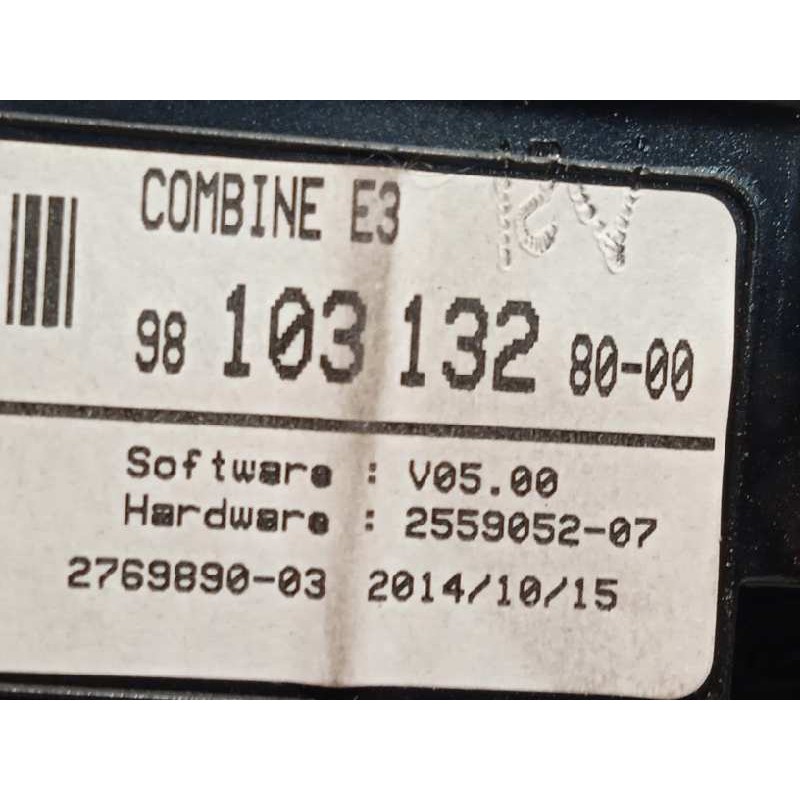 COMBINE E3
98 103 132 80-00
Software : V05.00
Hardware : 2559052-07
2769890-03 2014/10/15